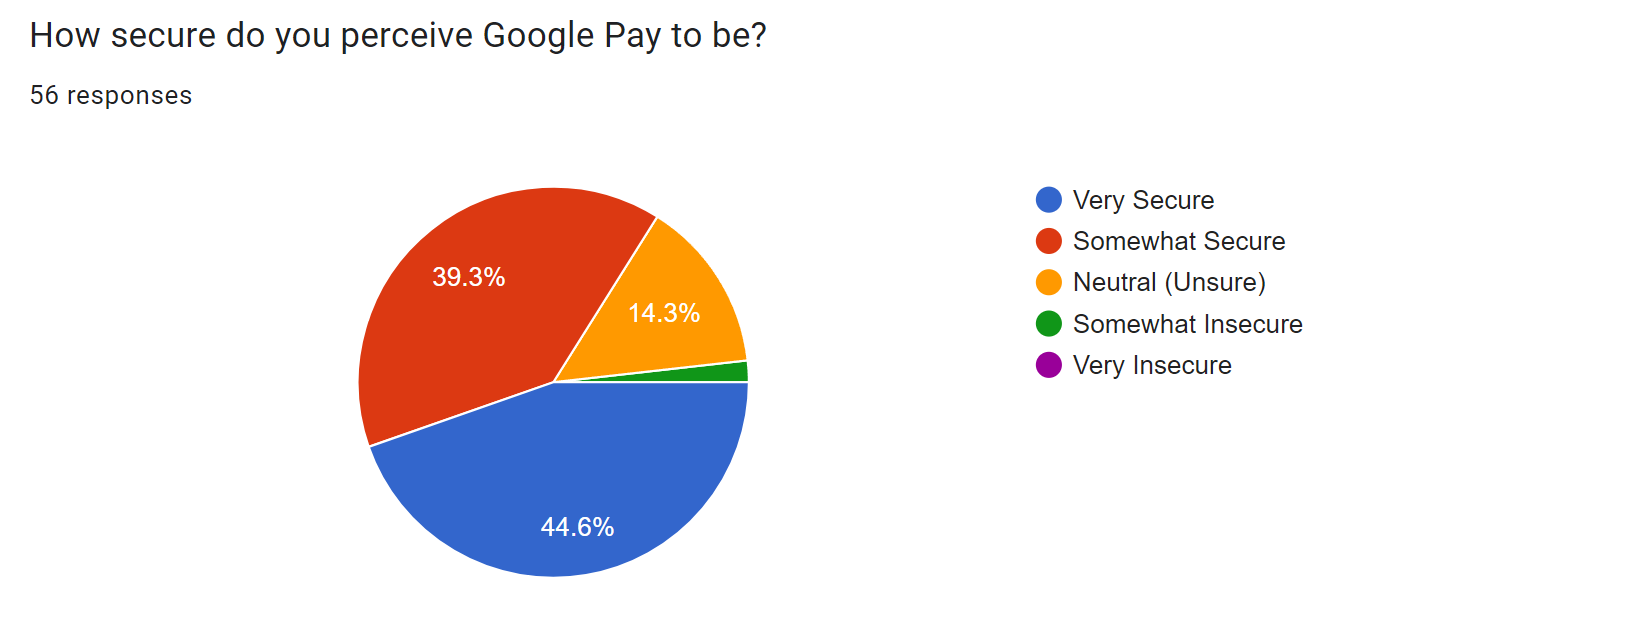 How secure do you perceive Google Pay to be?
56 responses
39.3%
14.3%
44.6%
Very Secure
Somewhat Secure
Neutral (Unsure)
Somewhat Insecure
Very Insecure